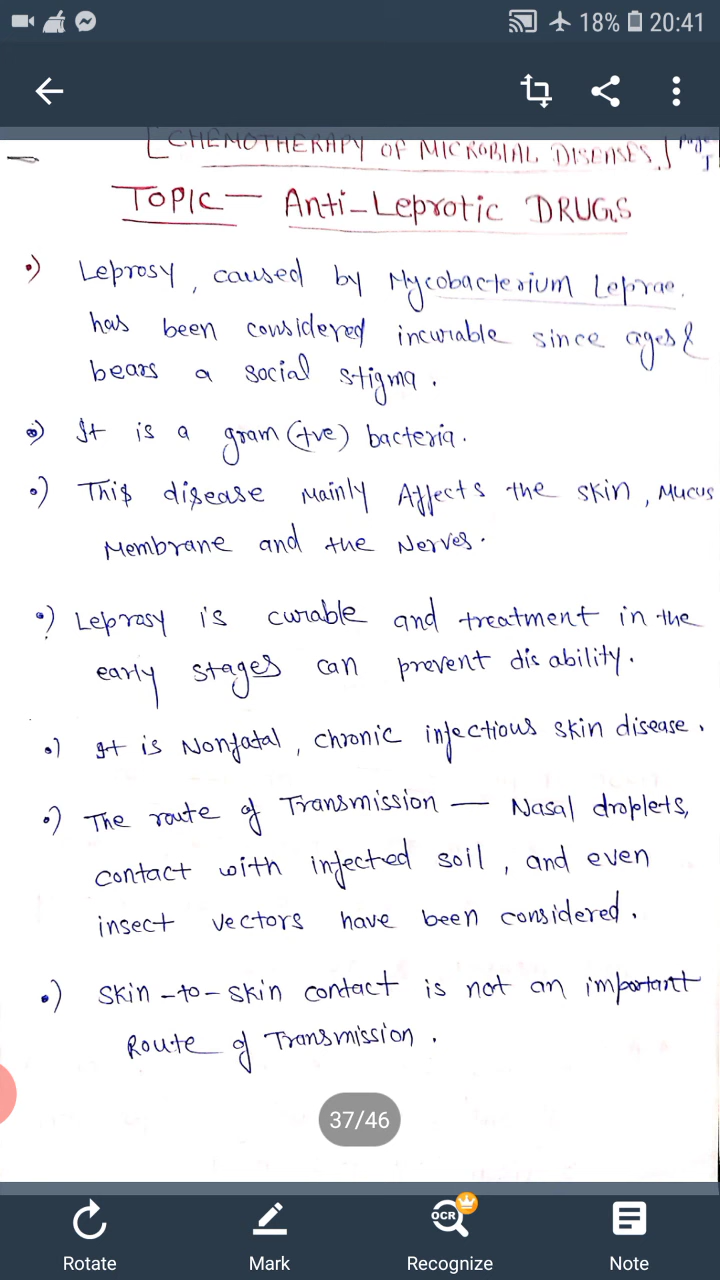 18% 20:41
[CHEMOTHERAPY OF MICROBIAL DISEASES.] Page
TOPIC — Anti-Leprotic DRUGS
•) Leprosy, caused by Mycobacterium Leprae.
has been considered incurable since ages &
bears a social stigma.
•) It is a gram (+ve) bacteria.
•) This disease Mainly Affects the skin, Mucus
Membrane and the Nerves.
•) Leprosy is curable and treatment in the
early stages can prevent disability.
•) It is Nonfatal, chronic infectious skin disease.
•) The route of Transmission — Nasal droplets,
contact with infected soil, and even
insect vectors have been considered.
•) Skin-to-skin contact is not an important
Route of Transmission.
37/46
Rotate Mark OCR Recognize Note